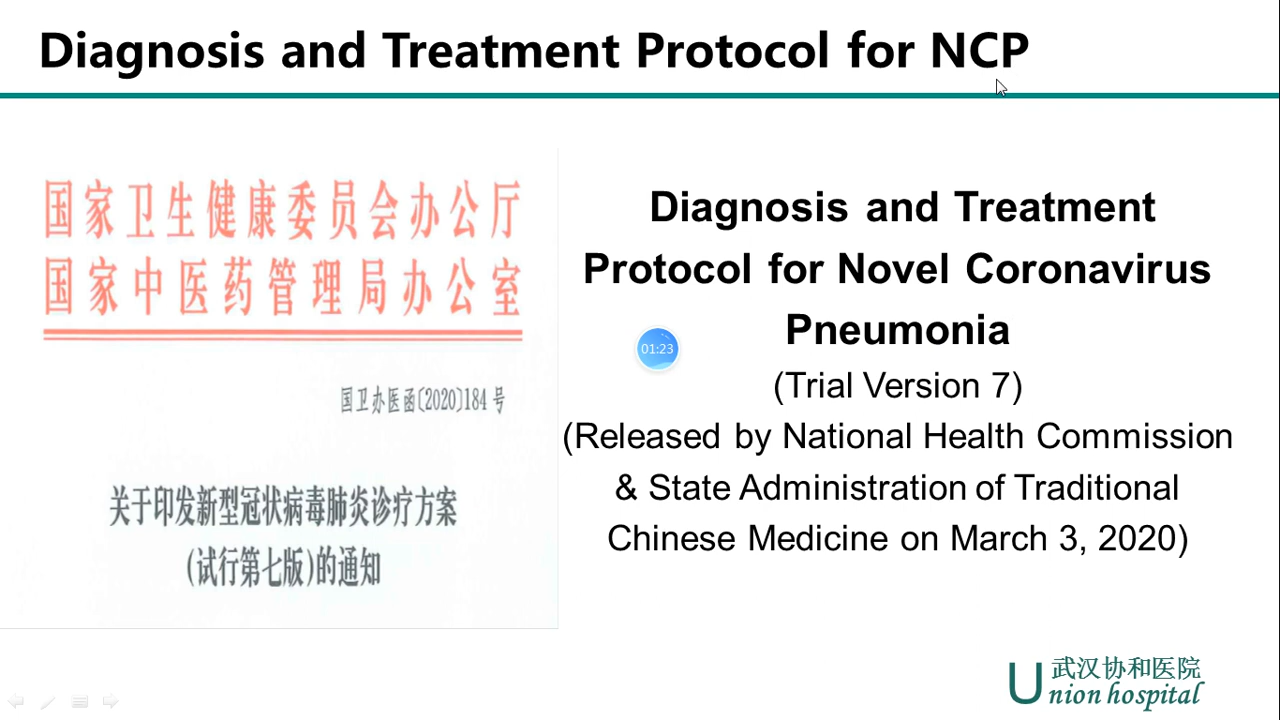 Diagnosis and Treatment Protocol for NCP
国家卫生健康委员会办公厅
国家中医药管理局办公室
国卫办医函〔2020〕184 号
关于印发新型冠状病毒肺炎诊疗方案
(试行第七版)的通知
Diagnosis and Treatment
Protocol for Novel Coronavirus
Pneumonia
(Trial Version 7)
(Released by National Health Commission
& State Administration of Traditional
Chinese Medicine on March 3, 2020)
01:23
武汉协和医院
Union hospital